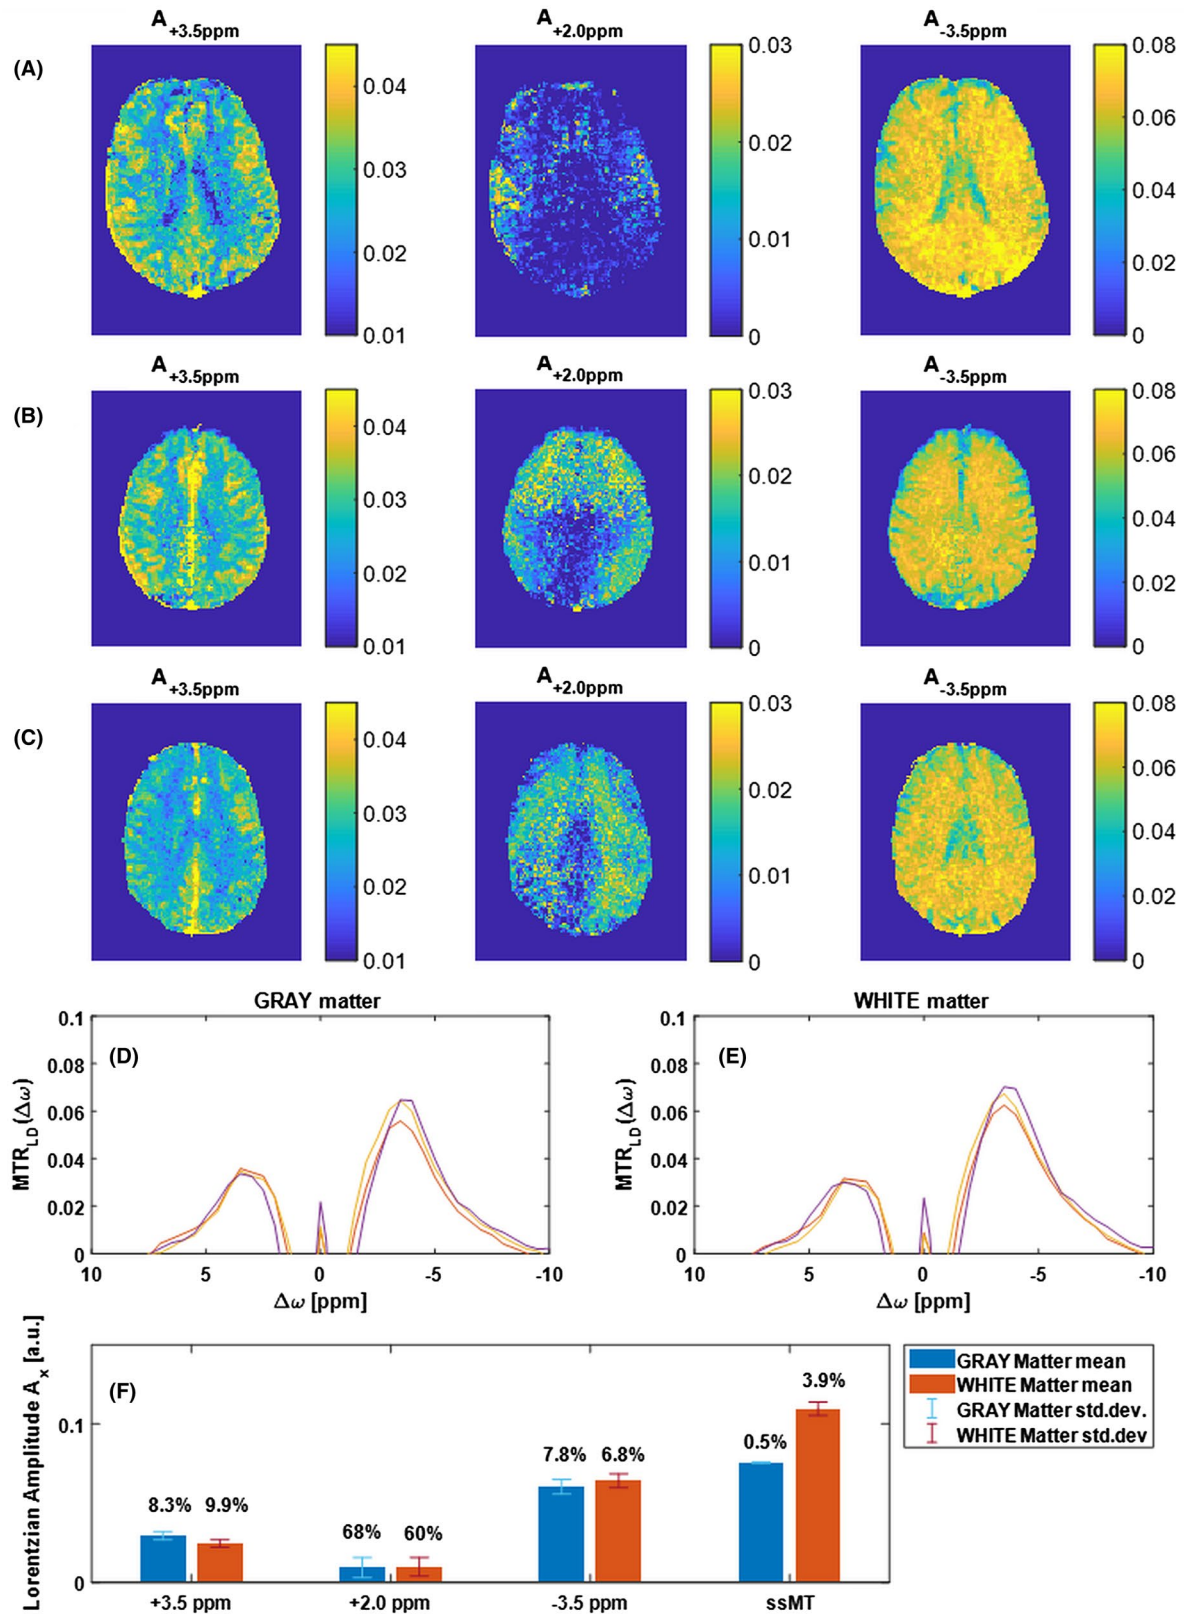 A+3.5ppm A+2.0ppm A-3.5ppm
(A)
0.04
0.03
0.02
0.01
0.03
0.02
0.01
0
0.08
0.06
0.04
0.02
0
A+3.5ppm A+2.0ppm A-3.5ppm
(B)
0.04
0.03
0.02
0.01
0.03
0.02
0.01
0
0.08
0.06
0.04
0.02
0
A+3.5ppm A+2.0ppm A-3.5ppm
(C)
0.04
0.03
0.02
0.01
0.03
0.02
0.01
0
0.08
0.06
0.04
0.02
0
GRAY matter
(D)
MTR_LD(Δω)
0.1
0.08
0.06
0.04
0.02
0
10 5 0 -5 -10
Δω [ppm]
WHITE matter
(E)
MTR_LD(Δω)
0.1
0.08
0.06
0.04
0.02
0
10 5 0 -5 -10
Δω [ppm]
(F)
Lorentzian Amplitude A_x [a.u.]
0.1
0
8.3% 9.9%
68% 60%
7.8% 6.8%
0.5% 3.9%
+3.5 ppm +2.0 ppm -3.5 ppm ssMT
GRAY Matter mean
WHITE Matter mean
GRAY Matter std.dev.
WHITE Matter std.dev